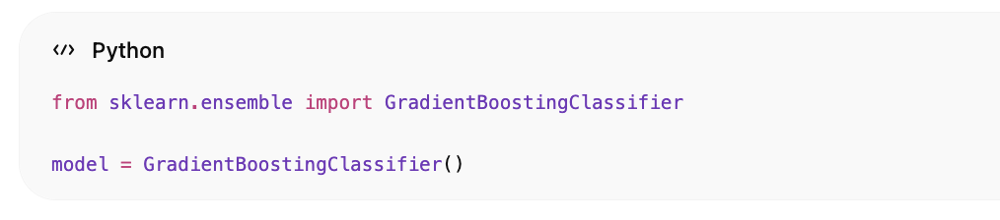 Python
from sklearn.ensemble import GradientBoostingClassifier
model = GradientBoostingClassifier()